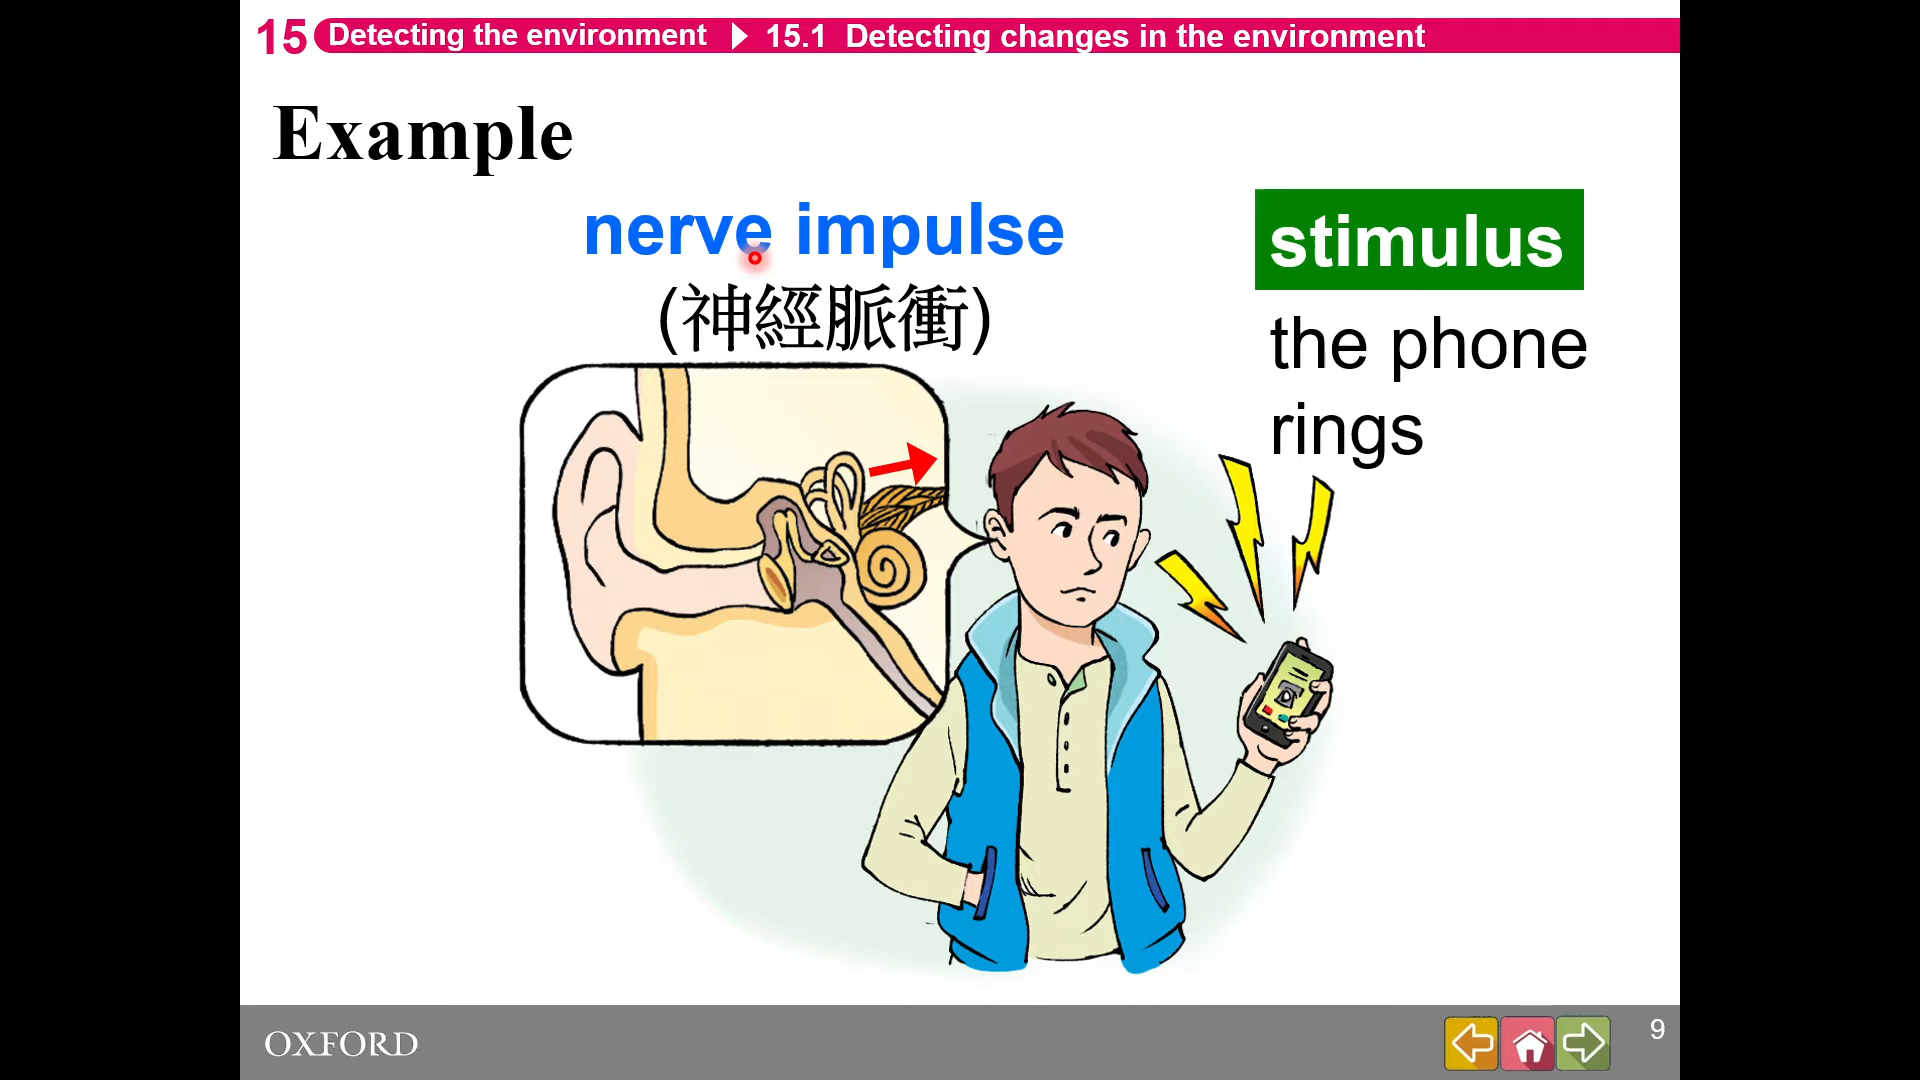 15 Detecting the environment 15.1 Detecting changes in the environment
Example
nerve impulse
(神經脈衝)
stimulus
the phone
rings
OXFORD
9